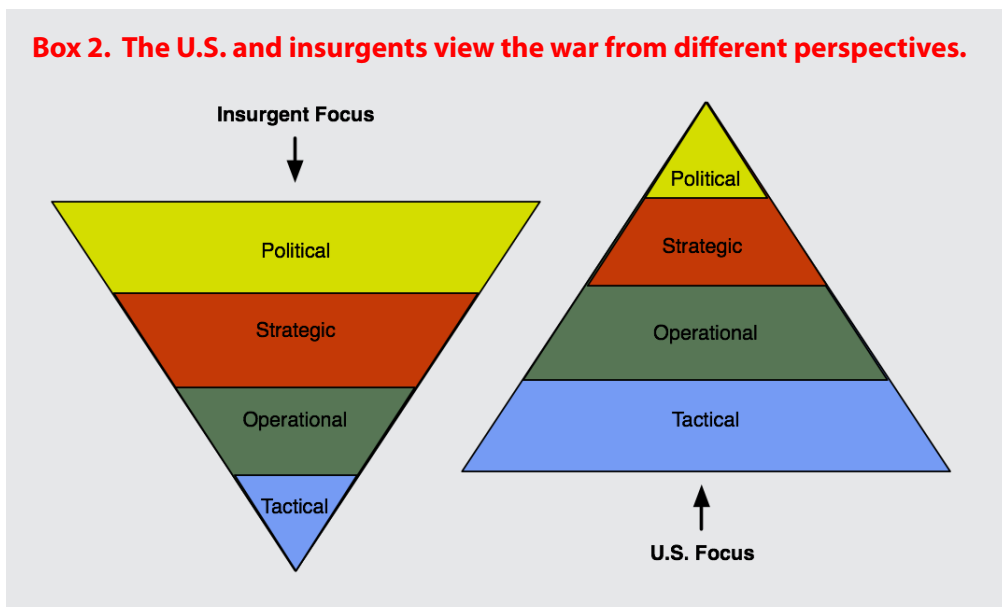 Box 2. The U.S. and insurgents view the war from different perspectives.
Insurgent Focus
Political
Strategic
Operational
Tactical
Political
Strategic
Operational
Tactical
U.S. Focus